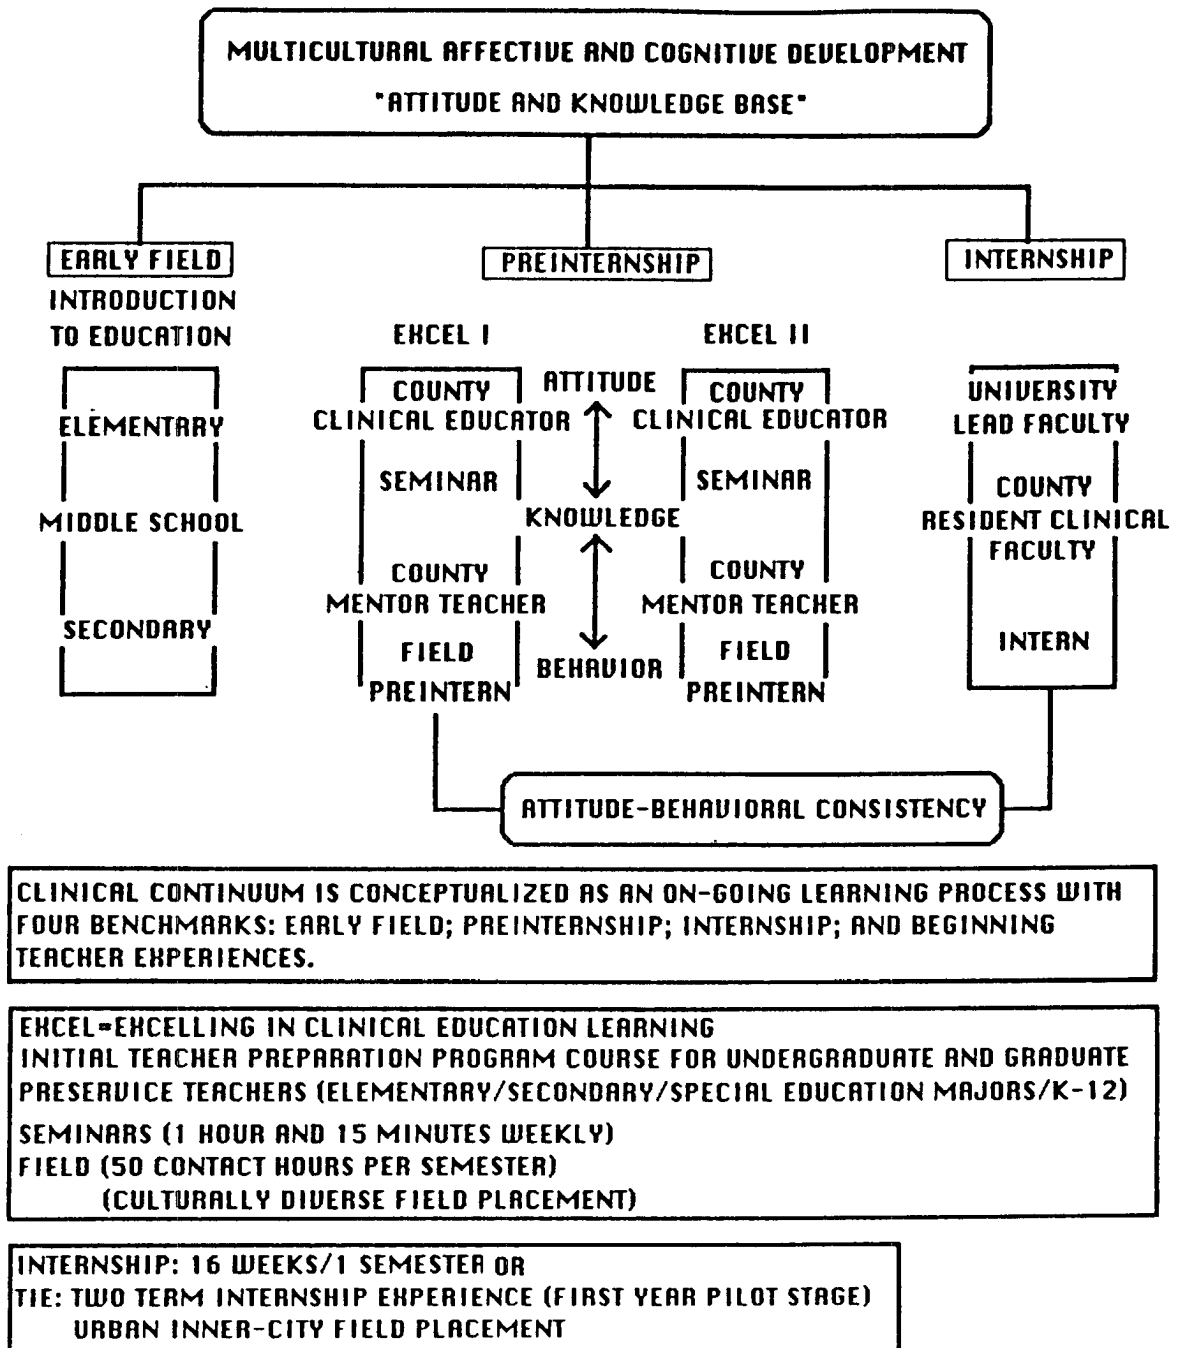 MULTICULTURAL AFFECTIVE AND COGNITIVE DEVELOPMENT
"ATTITUDE AND KNOWLEDGE BASE"
EARLY FIELD
INTRODUCTION
TO EDUCATION
ELEMENTARY
MIDDLE SCHOOL
SECONDARY
PREINTERNSHIP
EXCEL I
COUNTY
CLINICAL EDUCATOR
SEMINAR
COUNTY
MENTOR TEACHER
FIELD
PREINTERN
ATTITUDE
KNOWLEDGE
BEHAVIOR
EXCEL II
COUNTY
CLINICAL EDUCATOR
SEMINAR
COUNTY
MENTOR TEACHER
FIELD
PREINTERN
INTERNSHIP
UNIVERSITY
LEAD FACULTY
COUNTY
RESIDENT CLINICAL
FACULTY
INTERN
ATTITUDE-BEHAVIORAL CONSISTENCY
CLINICAL CONTINUUM IS CONCEPTUALIZED AS AN ON-GOING LEARNING PROCESS WITH
FOUR BENCHMARKS: EARLY FIELD; PREINTERNSHIP; INTERNSHIP; AND BEGINNING
TEACHER EXPERIENCES.
EXCEL=EXCELLING IN CLINICAL EDUCATION LEARNING
INITIAL TEACHER PREPARATION PROGRAM COURSE FOR UNDERGRADUATE AND GRADUATE
PRESERVICE TEACHERS (ELEMENTARY/SECONDARY/SPECIAL EDUCATION MAJORS/K-12)
SEMINARS (1 HOUR AND 15 MINUTES WEEKLY)
FIELD (50 CONTACT HOURS PER SEMESTER)
(CULTURALLY DIVERSE FIELD PLACEMENT)
INTERNSHIP: 16 WEEKS/1 SEMESTER OR
TIE: TWO TERM INTERNSHIP EXPERIENCE (FIRST YEAR PILOT STAGE)
URBAN INNER-CITY FIELD PLACEMENT